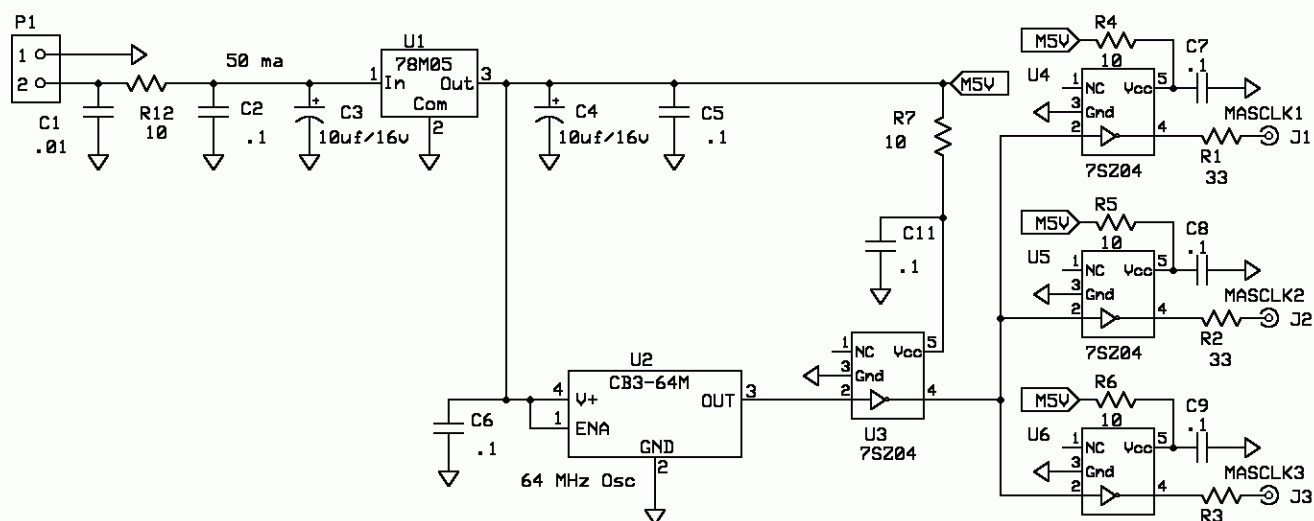 P1
1
2
C1
.01
R12
10
50 ma
C2
.1
C3
10uf/16v
U1
78M05
1
In
Out
3
Com
2
C4
10uf/16v
C5
.1
M5V
R7
10
C11
.1
C6
.1
U2
CB3-64M
4
V+
1
ENA
OUT
3
GND
2
64 MHz Osc
1
NC
Vcc
5
3
Gnd
2
4
U3
7SZ04
M5V
R4
10
C7
.1
U4
1
NC
Vcc
5
3
Gnd
2
4
7SZ04
MASCLK1
R1
33
J1
M5V
R5
10
C8
.1
U5
1
NC
Vcc
5
3
Gnd
2
4
7SZ04
MASCLK2
R2
33
J2
M5V
R6
10
C9
.1
U6
1
NC
Vcc
5
3
Gnd
2
4
MASCLK3
R3
J3